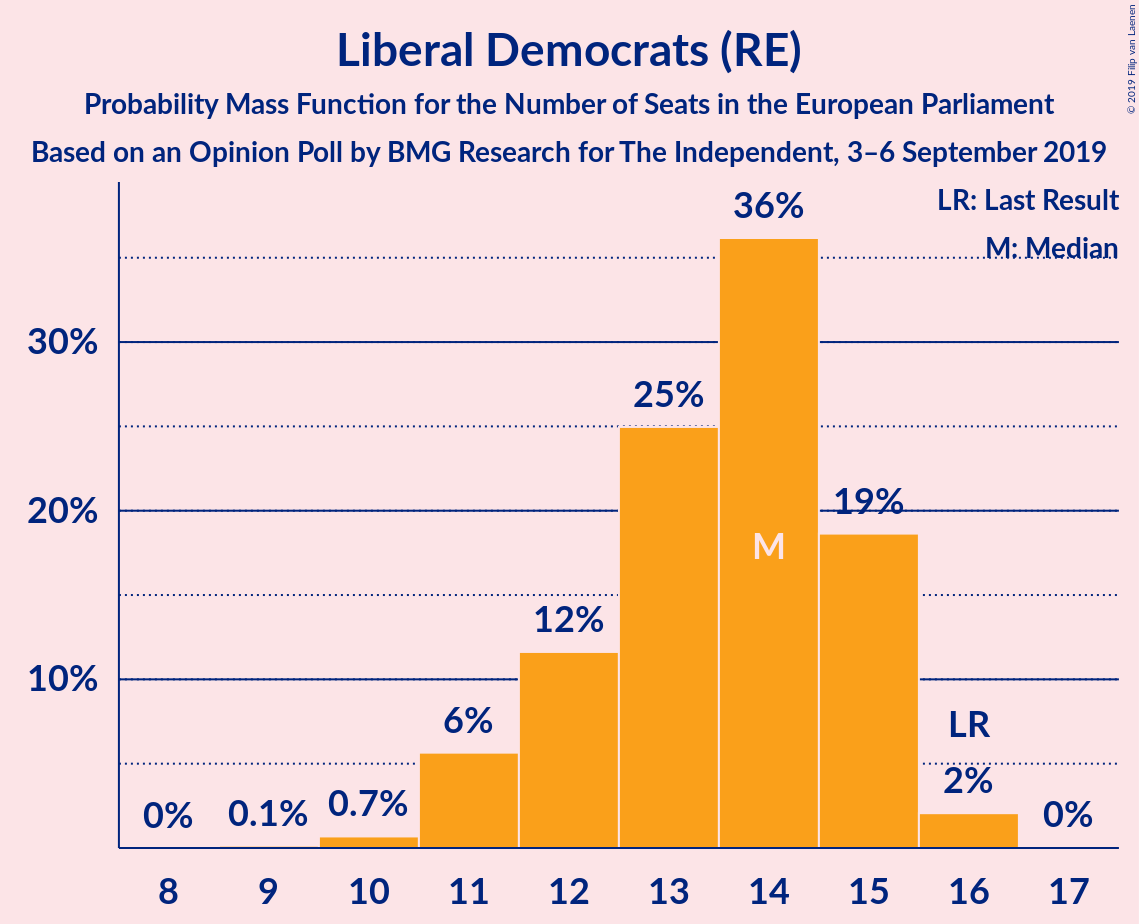 Liberal Democrats (RE)
Probability Mass Function for the Number of Seats in the European Parliament
Based on an Opinion Poll by BMG Research for The Independent, 3–6 September 2019
© 2019 Filip van Laenen
LR: Last Result
M: Median
36%
30%
25%
20%
19%
M
12%
10%
6%
LR
2%
0%
0.1%
0.7%
0%
8 9 10 11 12 13 14 15 16 17